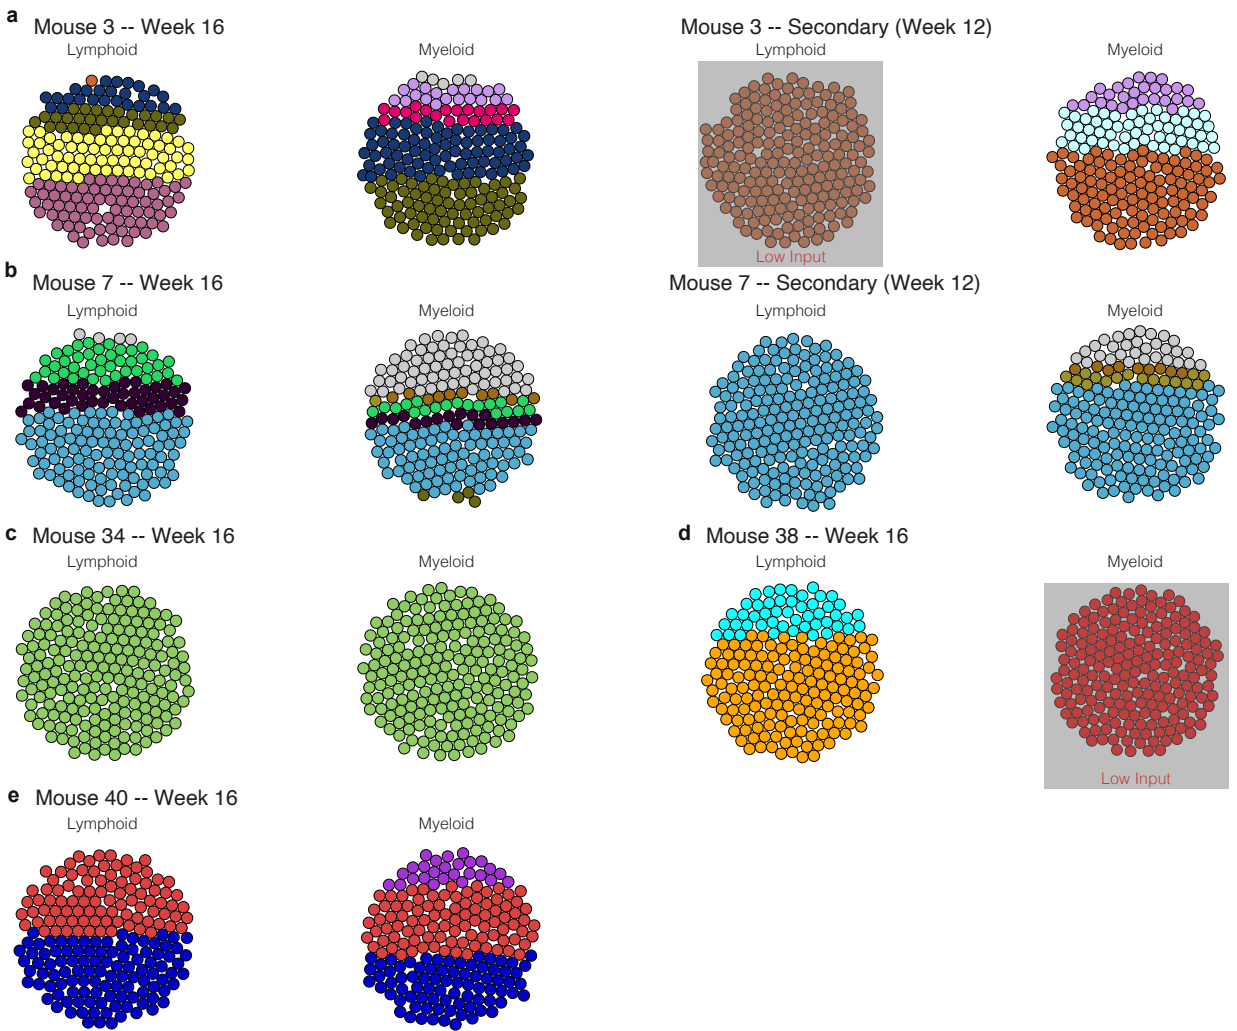 a
Mouse 3 -- Week 16
Lymphoid
Myeloid
Mouse 3 -- Secondary (Week 12)
Lymphoid
Low Input
Myeloid
b
Mouse 7 -- Week 16
Lymphoid
Myeloid
Mouse 7 -- Secondary (Week 12)
Lymphoid
Myeloid
c
Mouse 34 -- Week 16
Lymphoid
Myeloid
d
Mouse 38 -- Week 16
Lymphoid
Myeloid
Low Input
e
Mouse 40 -- Week 16
Lymphoid
Myeloid